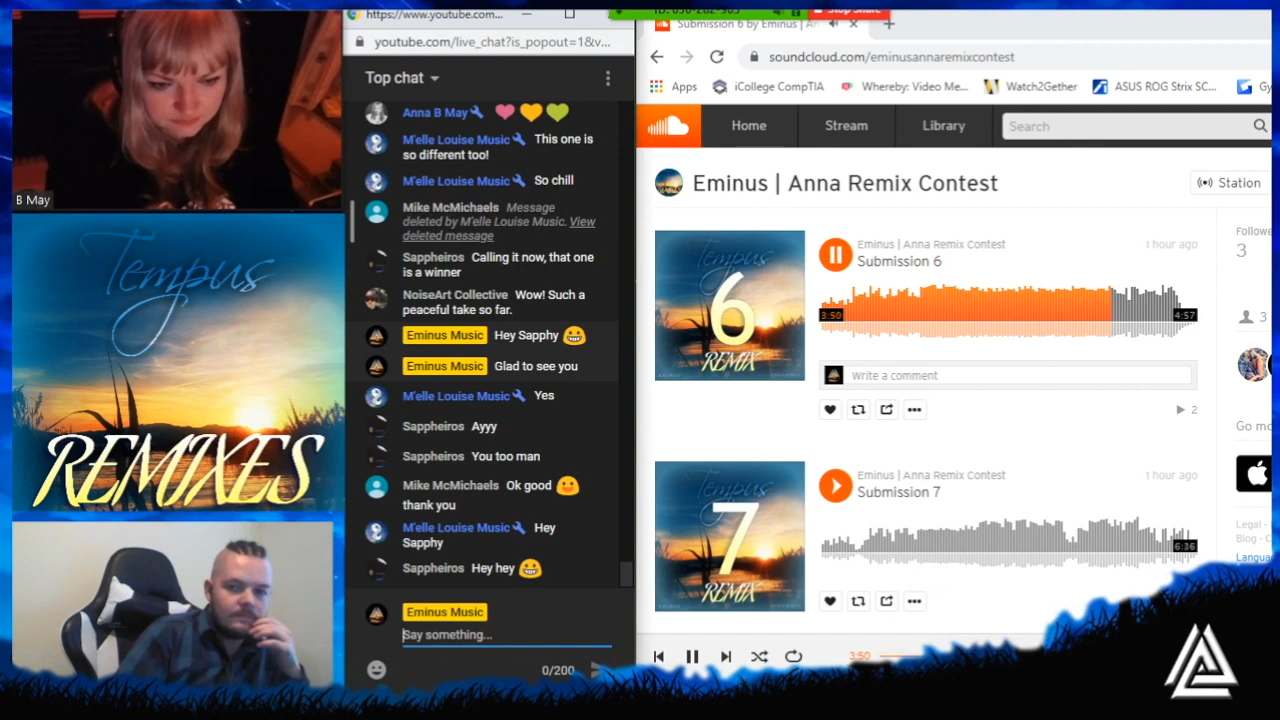 B May
Tempus
REMIXES
https://www.youtube.com...
youtube.com/live_chat?is_popout=1&v...
Top chat
Anna B May
M'elle Louise Music This one is
so different too!
M'elle Louise Music So chill
Mike McMichaels Message
deleted by M'elle Louise Music. View
deleted message
Sappheiros Calling it now, that one
is a winner
NoiseArt Collective Wow! Such a
peaceful take so far.
Eminus Music Hey Sapphy
Eminus Music Glad to see you
M'elle Louise Music Yes
Sappheiros Ayyy
Sappheiros You too man
Mike McMichaels Ok good
thank you
M'elle Louise Music Hey
Sapphy
Sappheiros Hey hey
Eminus Music
Say something...
0/200
Stop Share
Submission 6 by Eminus | A
soundcloud.com/eminusannaremixcontest
Apps iCollege CompTIA Whereby: Video Me... Watch2Gether ASUS ROG Strix SC... G
Home Stream Library Search
Eminus | Anna Remix Contest Station
Tempus
6
REMIX
Eminus | Anna Remix Contest 1 hour ago
Submission 6
3:50 4:57
Write a comment
2
Tempus
7
REMIX
Eminus | Anna Remix Contest 1 hour ago
Submission 7
6:36
Followe
3
3
Go mo
Legal -
Blog - C
Langua
3:50